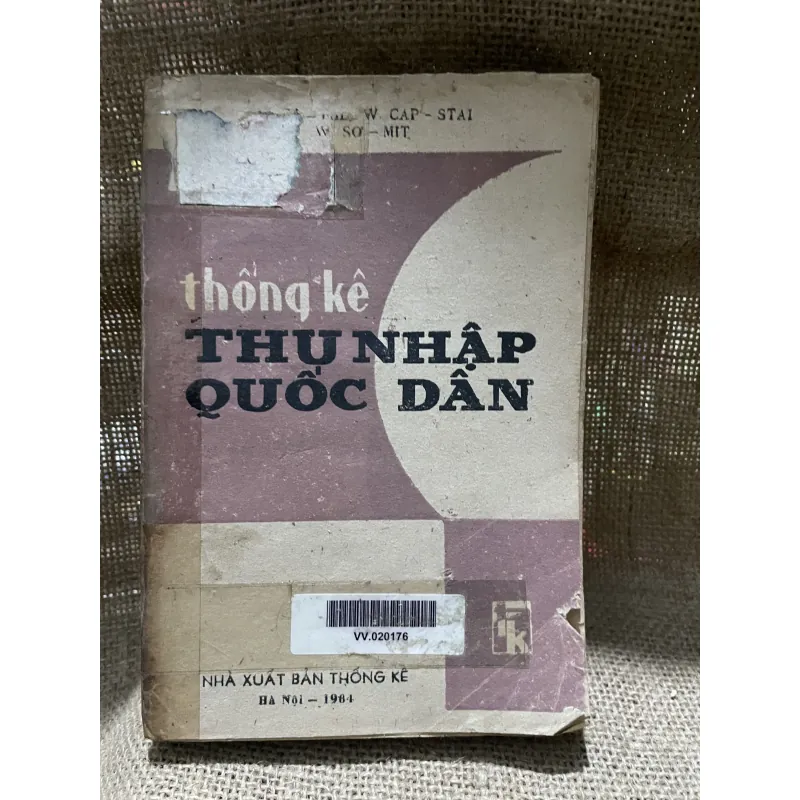 W CAP - STAI
W SƠ - MIT
thống kê
THU NHẬP
QUỐC DÂN
VV.020176
tk
NHÀ XUẤT BẢN THỐNG KÊ
Hà Nội - 1984